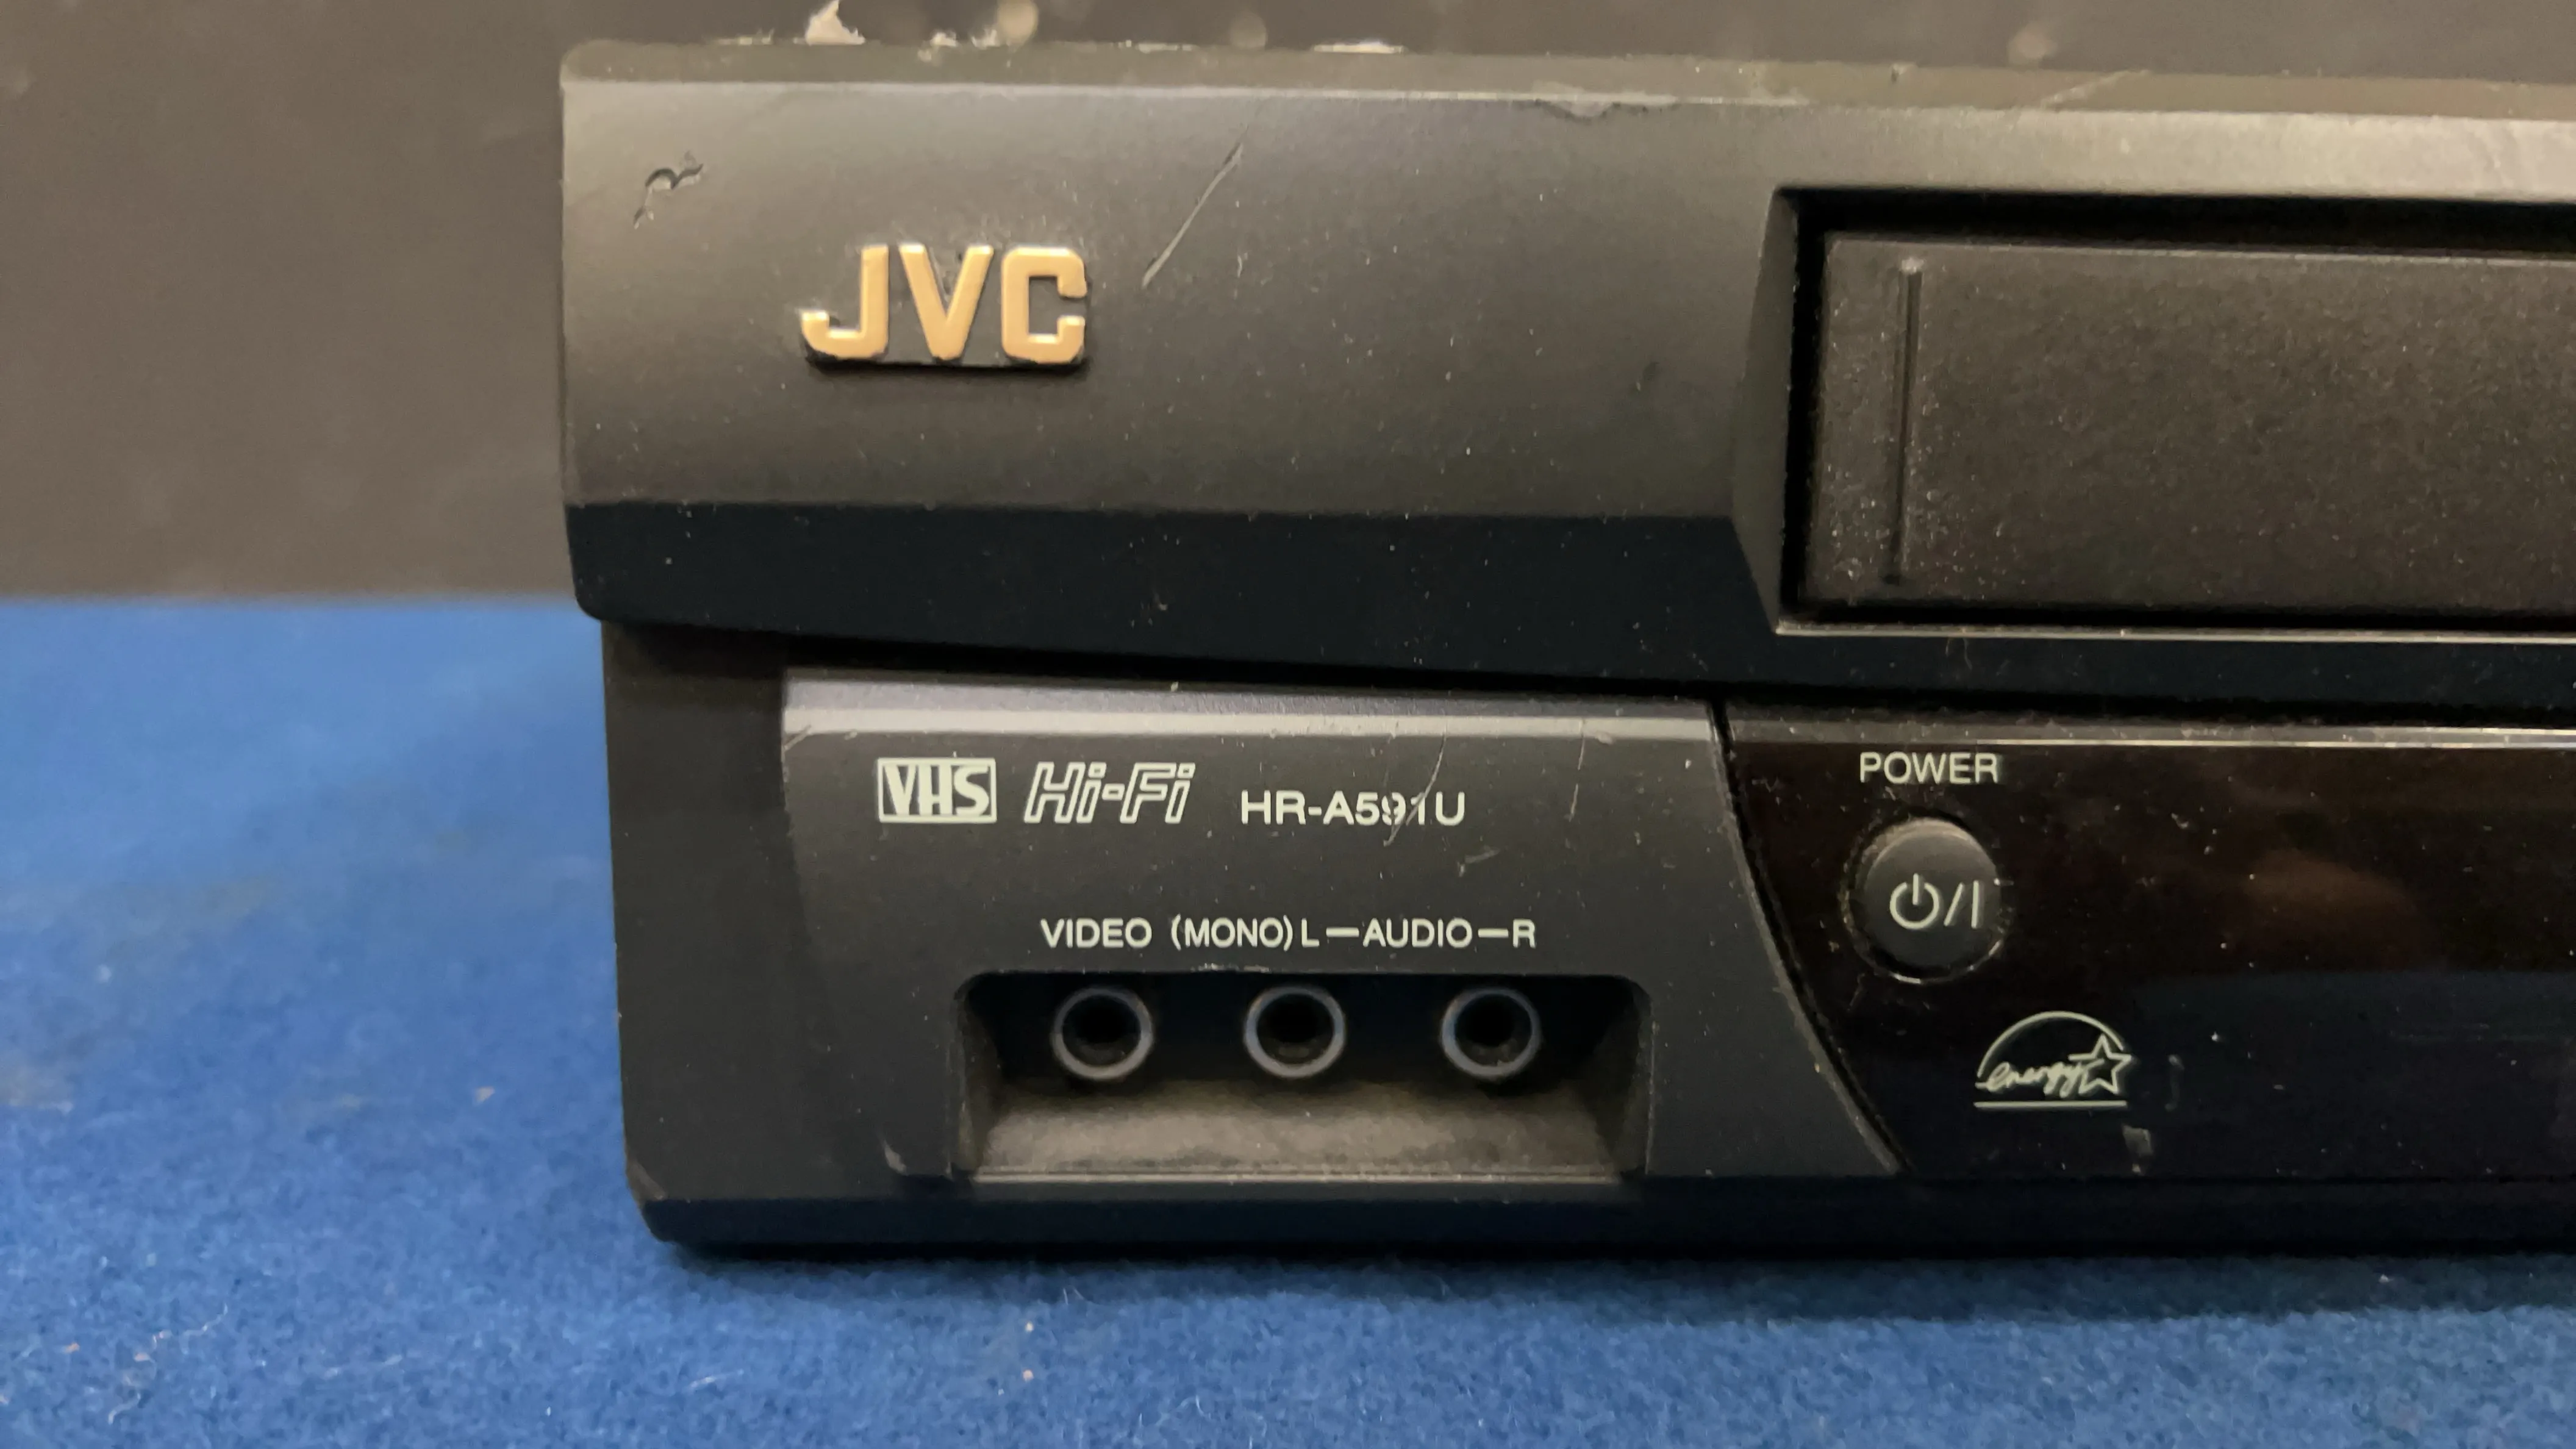 JVC
VHS Hi-Fi HR-A591U
POWER
VIDEO (MONO) L—AUDIO—R
energy